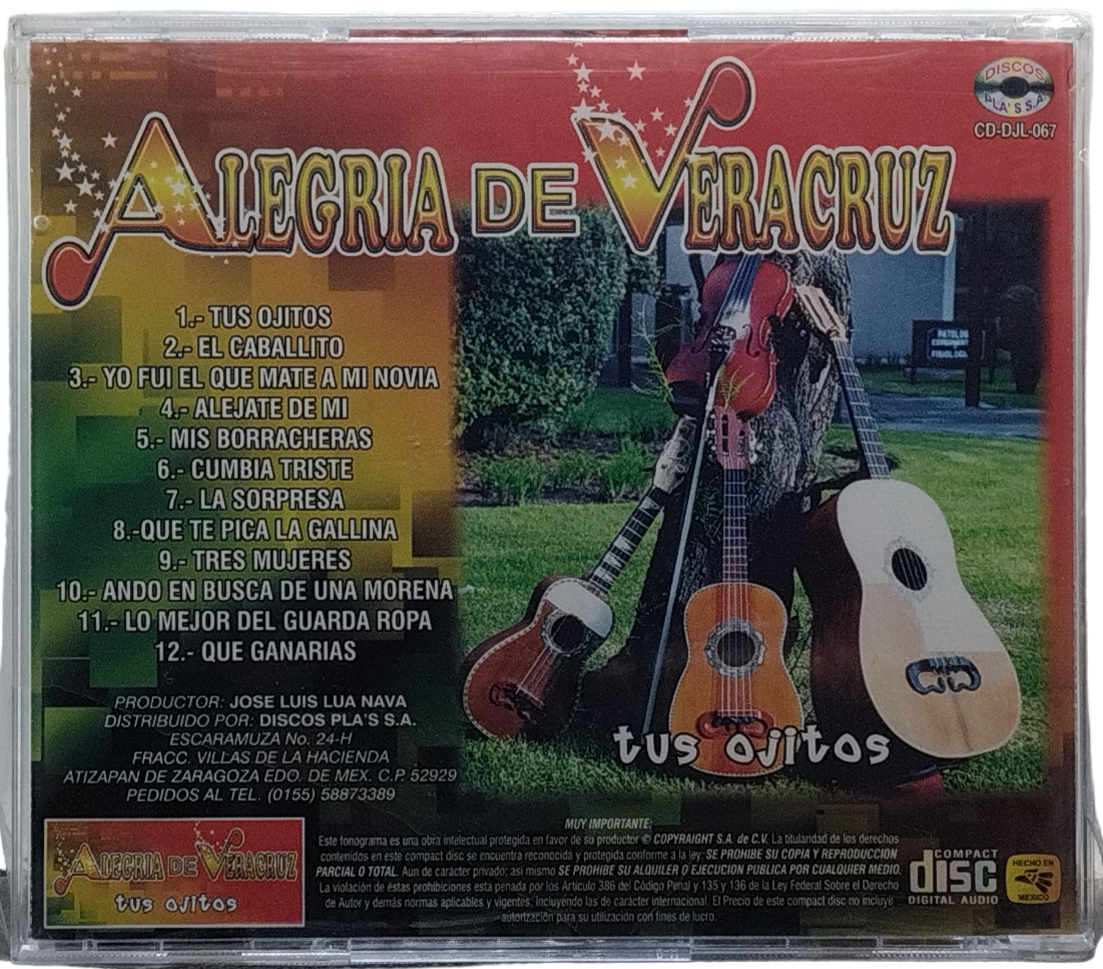 DISCOS
PLA'S S.A.
CD-DJL-067
ALEGRIA DE VERACRUZ
1.- TUS OJITOS
2.- EL CABALLITO
3.- YO FUI EL QUE MATE A MI NOVIA
4.- ALEJATE DE MI
5.- MIS BORRACHERAS
6.- CUMBIA TRISTE
7.- LA SORPRESA
8.-QUE TE PICA LA GALLINA
9.- TRES MUJERES
10.- ANDO EN BUSCA DE UNA MORENA
11.- LO MEJOR DEL GUARDA ROPA
12.- QUE GANARIAS
PRODUCTOR: JOSE LUIS LUA NAVA
DISTRIBUIDO POR: DISCOS PLA'S S.A.
ESCARAMUZA No. 24-H
FRACC. VILLAS DE LA HACIENDA
ATIZAPAN DE ZARAGOZA EDO. DE MEX. C.P. 52929
PEDIDOS AL TEL. (0155) 58873389
tus ojitos
ALEGRIA DE VERACRUZ
tus ojitos
MUY IMPORTANTE:
Este fonograma es una obra intelectual protegida en favor de su productor © COPYRAIGHT S.A. de C.V. La titularidad de los derechos
contenidos en este compact disc se encuentra reconocida y protegida conforme a la ley: SE PROHIBE SU COPIA Y REPRODUCCION
PARCIAL O TOTAL. Aun de carácter privado; asi mismo SE PROHIBE SU ALQUILER O EJECUCION PUBLICA POR CUALQUIER MEDIO.
La violación de éstas prohibiciones esta penada por los Articulo 386 del Código Penal y 135 y 136 de la Ley Federal Sobre el Derecho
de Autor y demás normas aplicables y vigentes, incluyendo las de carácter internacional. El Precio de este compact disc no incluye
autorización para su utilización con fines de lucro.
COMPACT
disc
DIGITAL AUDIO
HECHO EN
MEXICO